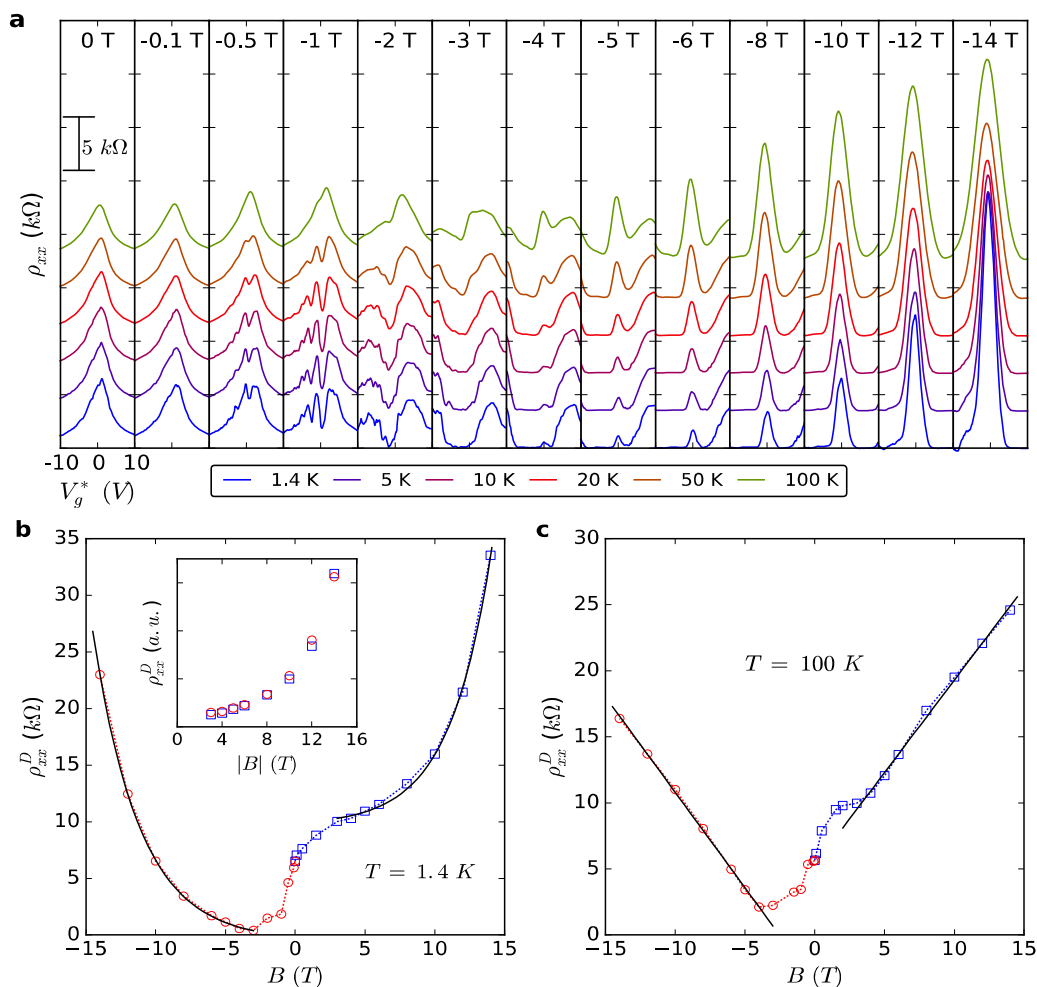 a
0 T -0.1 T -0.5 T -1 T -2 T -3 T -4 T -5 T -6 T -8 T -10 T -12 T -14 T
5 kΩ
ρxx (kΩ)
-10 0 10
V*g (V)
1.4 K 5 K 10 K 20 K 50 K 100 K
b
35
30
25
20
15
10
5
0
−15 −10 −5 0 5 10 15
ρDxx (kΩ)
B (T)
T = 1.4 K
ρDxx (a. u.)
0 4 8 12 16
|B| (T)
c
30
25
20
15
10
5
0
−15 −10 −5 0 5 10 15
ρDxx (kΩ)
B (T)
T = 100 K